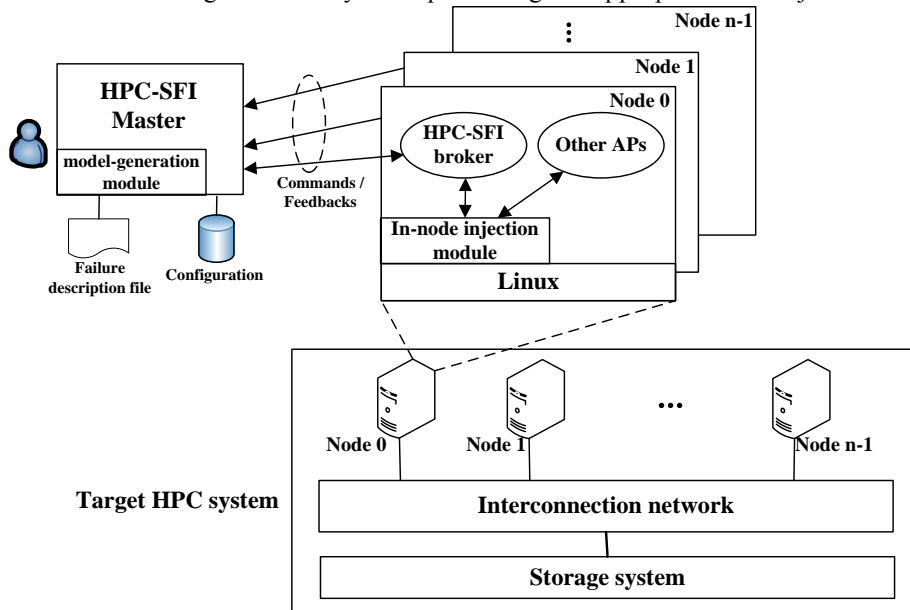 Node n-1
Node 1
Node 0
HPC-SFI
Master
model-generation
module
HPC-SFI
broker
Other APs
Commands /
Feedbacks
In-node injection
module
Linux
Failure
description file
Configuration
Node 0
Node 1
...
Node n-1
Target HPC system
Interconnection network
Storage system